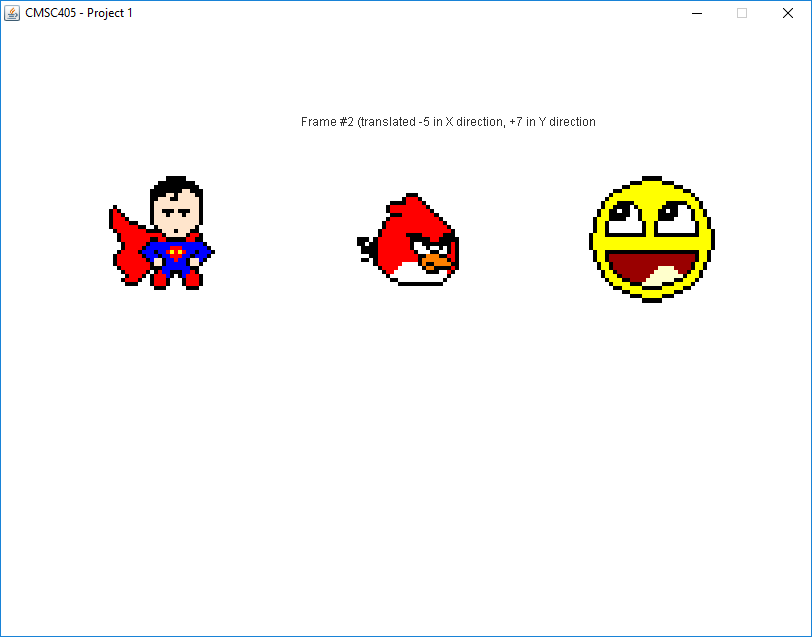 CMSC405 - Project 1
Frame #2 (translated -5 in X direction, +7 in Y direction